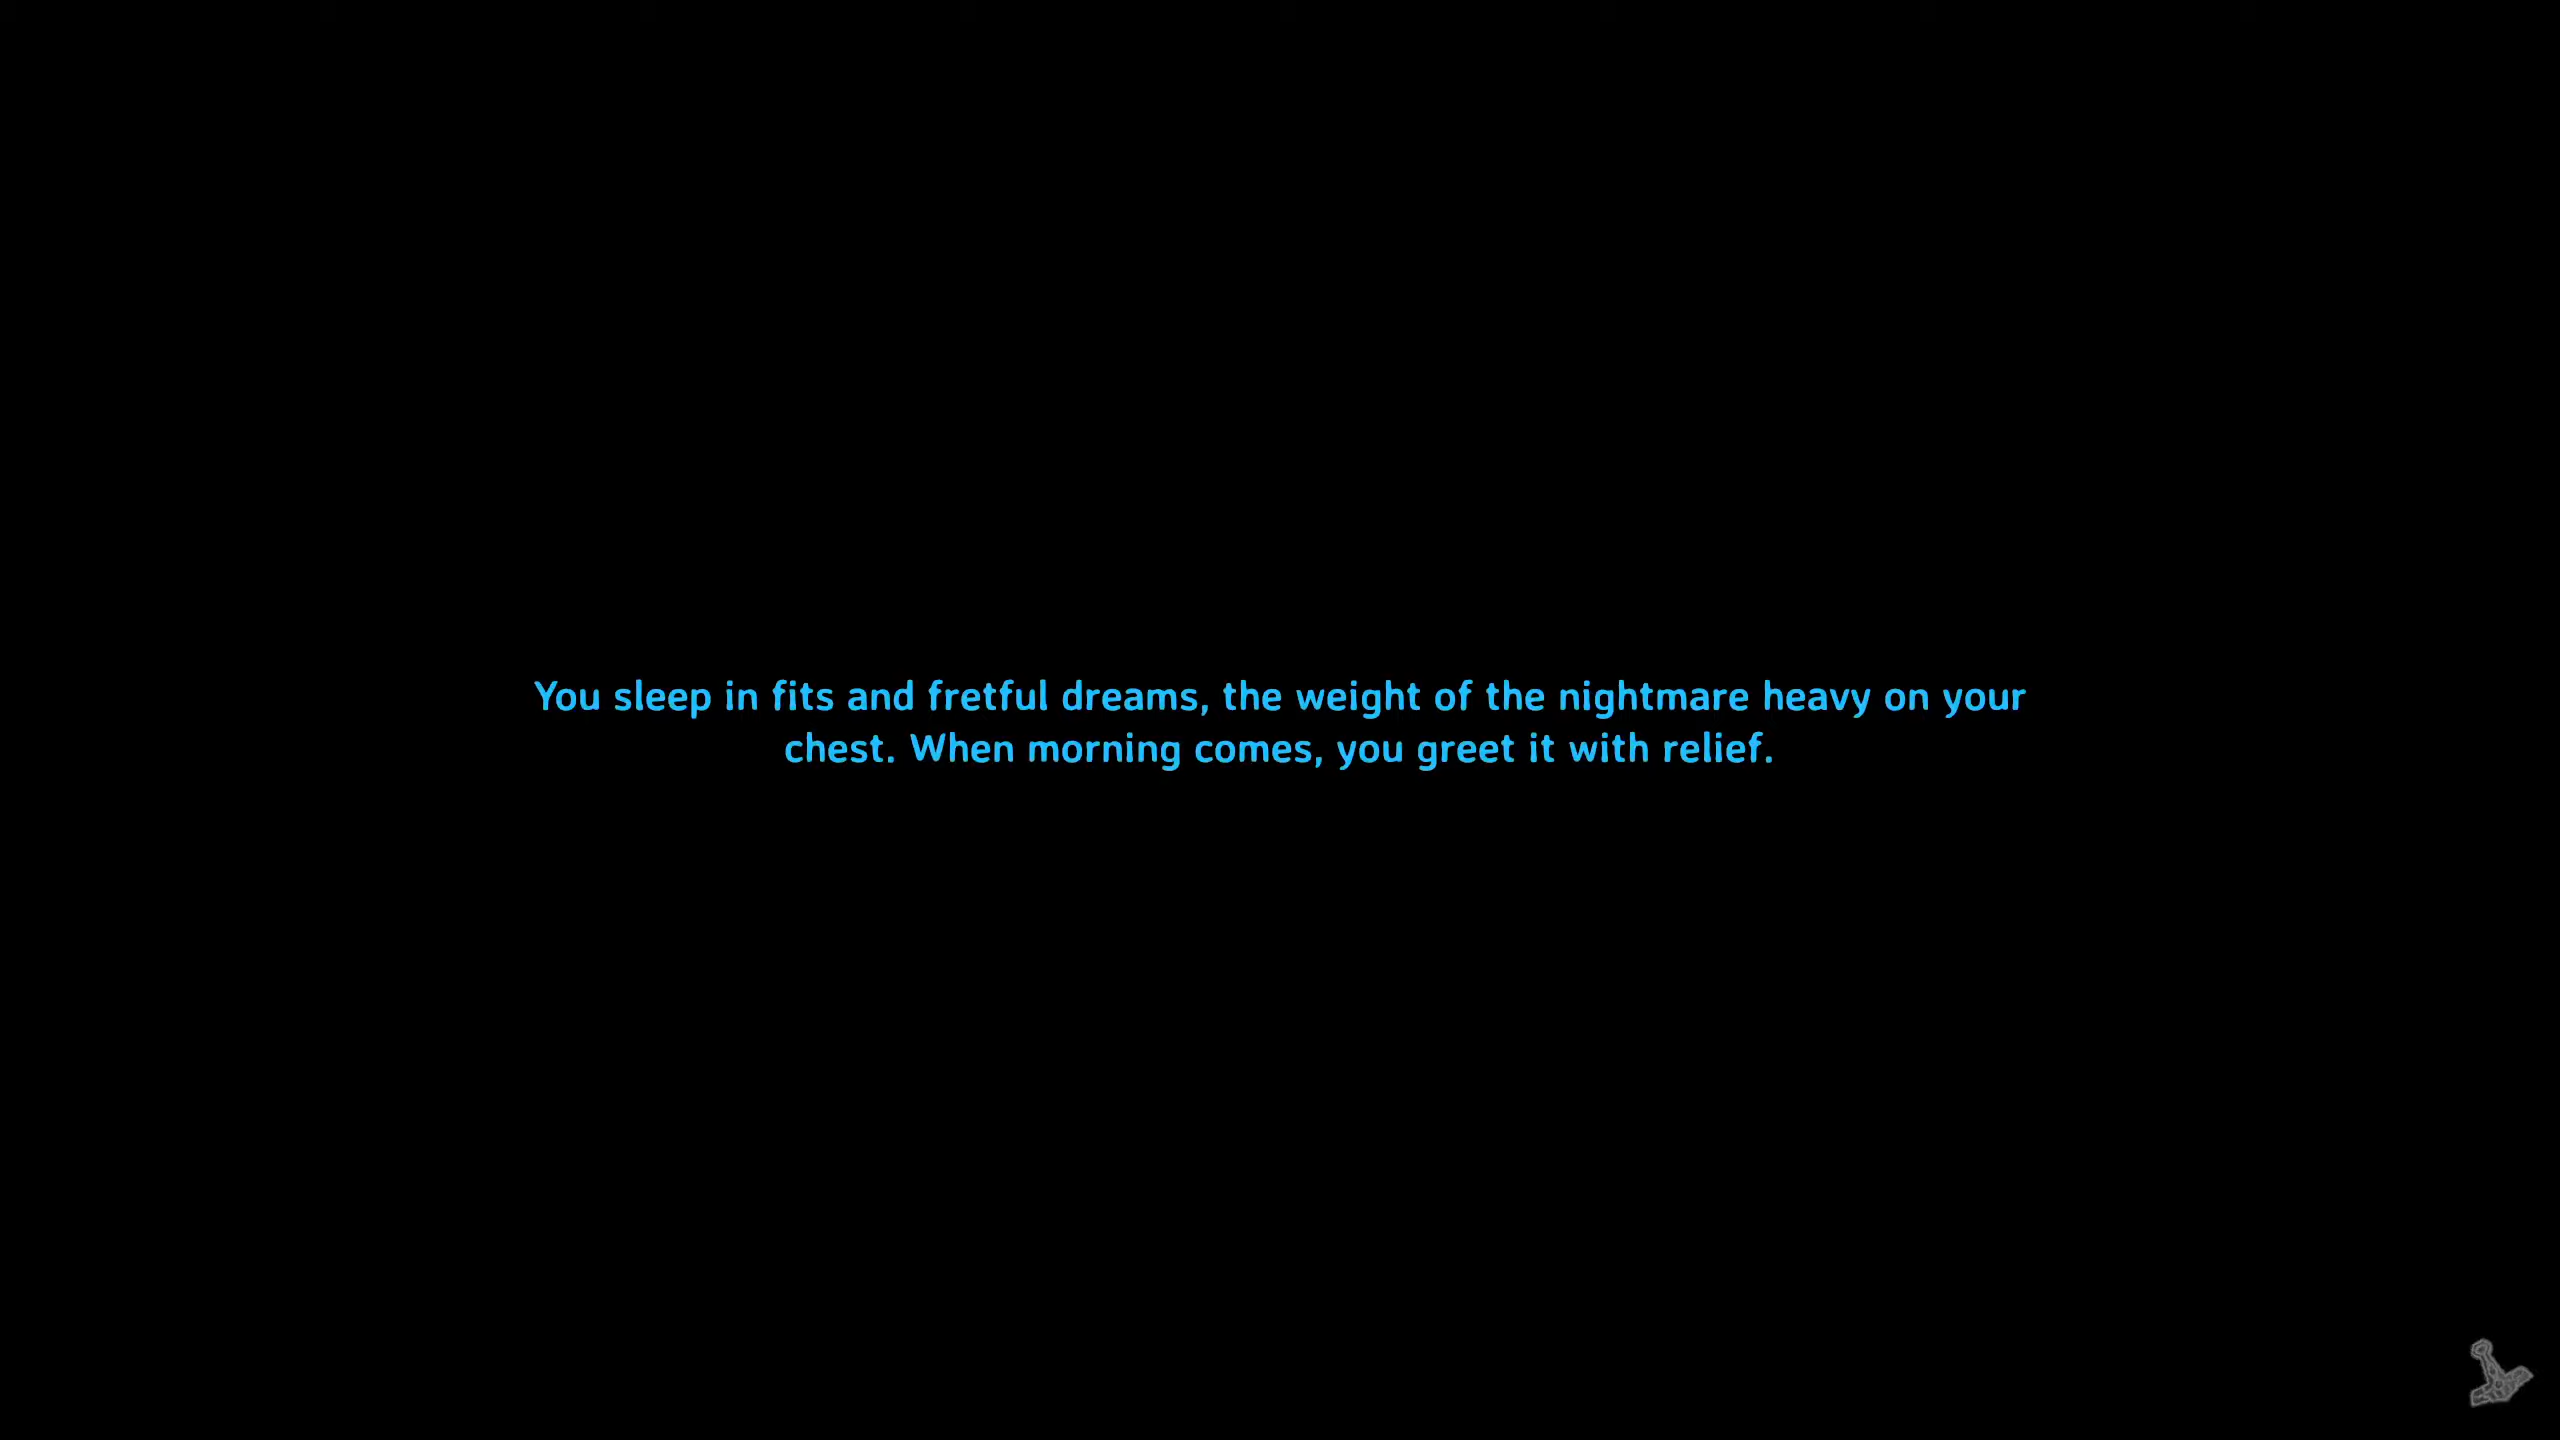 You sleep in fits and fretful dreams, the weight of the nightmare heavy on your
chest. When morning comes, you greet it with relief.